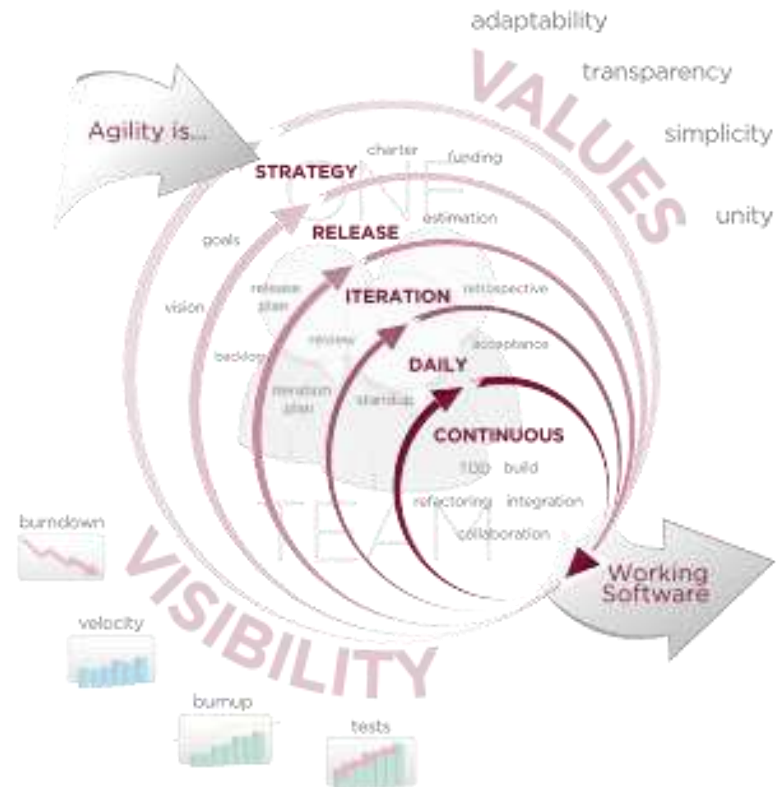 adaptability
transparency
simplicity
unity
VALUES
Agility is...
ONE
STRATEGY
charter
funding
goals
vision
RELEASE
estimation
release
plan
backlog
ITERATION
retrospective
review
iteration
plan
DAILY
acceptance
standup
CONTINUOUS
TDD build
refactoring integration
collaboration
TEAM
Working
Software
VISIBILITY
burndown
velocity
burnup
tests